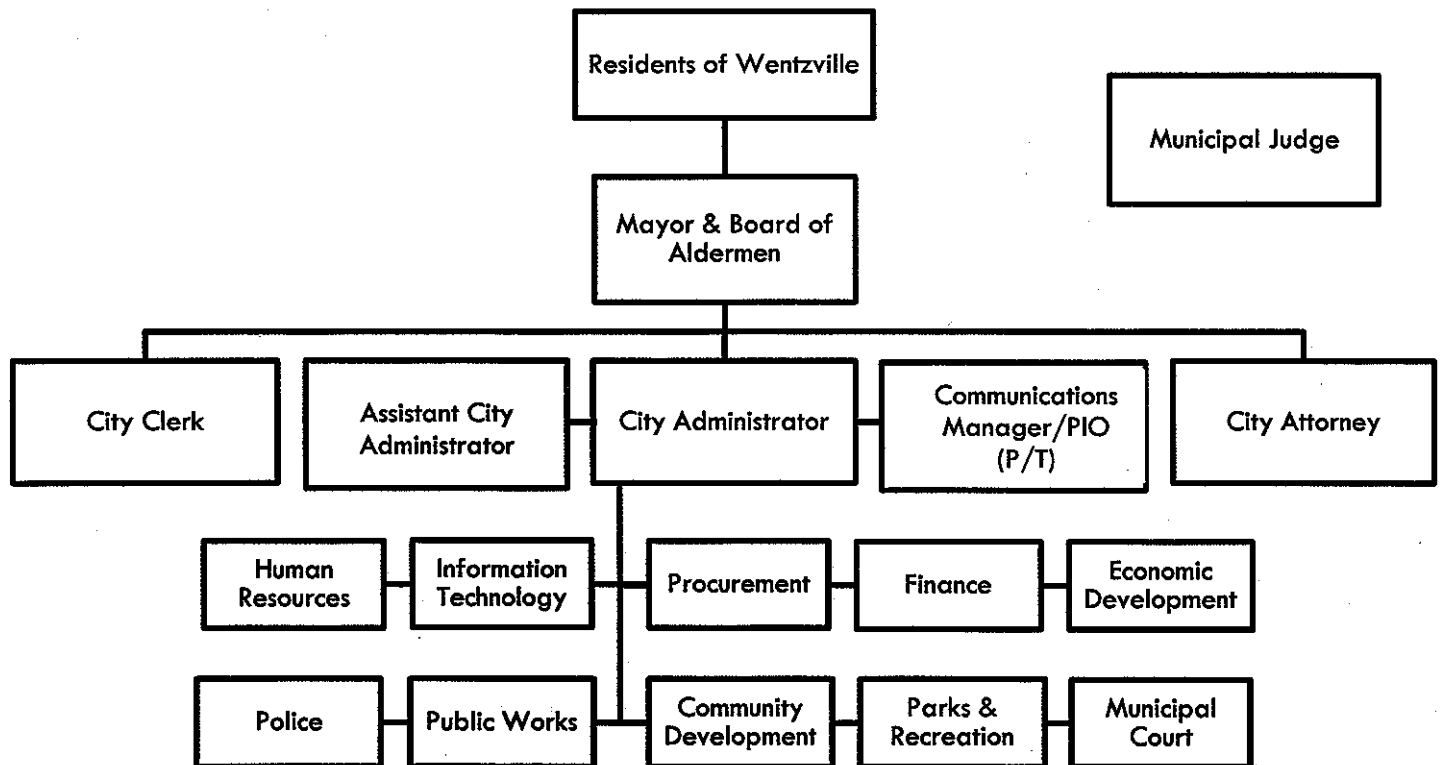 Residents of Wentzville
Municipal Judge
Mayor & Board of
Aldermen
City Clerk
Assistant City
Administrator
City Administrator
Communications
Manager/PIO
(P/T)
City Attorney
Human
Resources
Information
Technology
Procurement
Finance
Economic
Development
Police
Public Works
Community
Development
Parks &
Recreation
Municipal
Court